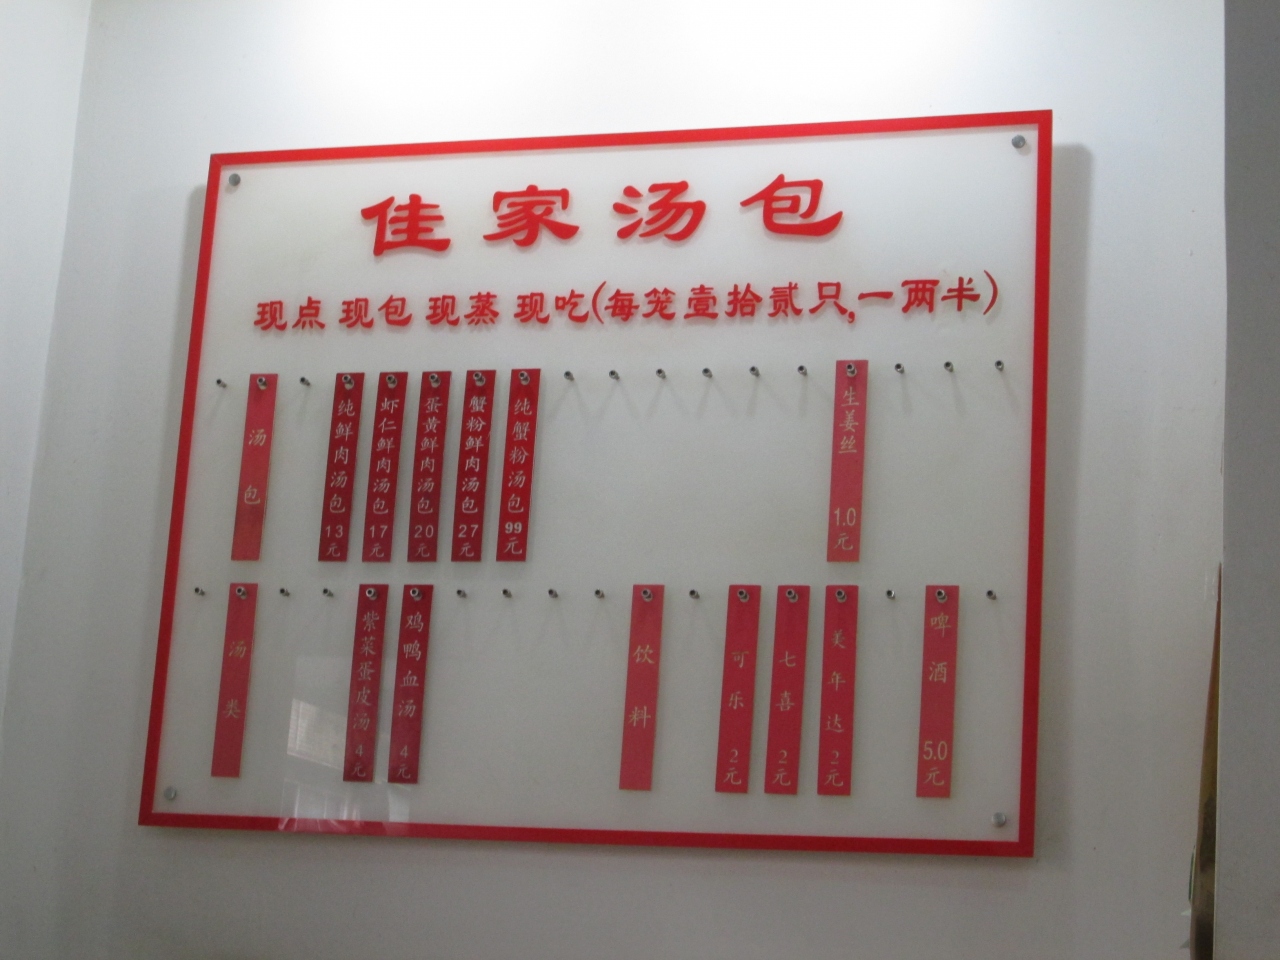 佳家汤包
现点 现包 现蒸 现吃(每笼壹拾贰只,一两半)
汤包
纯鲜肉汤包13元
虾仁鲜肉汤包17元
蛋黄鲜肉汤包20元
蟹粉鲜肉汤包27元
纯蟹粉汤包99元
生姜丝 1.0元
汤类
紫菜蛋皮汤4元
鸡鸭血汤4元
饮料
可乐2元
七喜2元
美年达2元
啤酒 5.0元